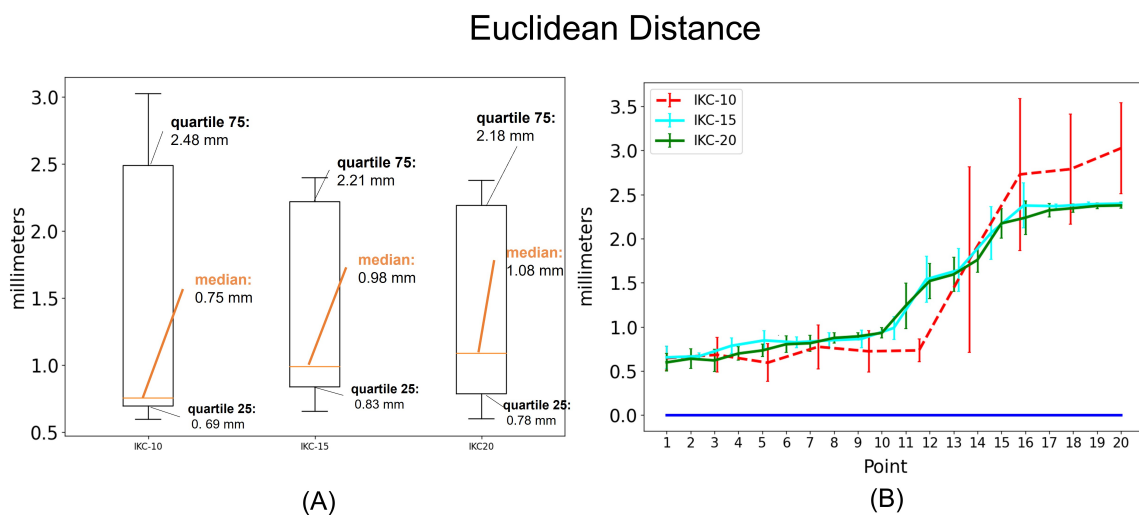 Euclidean Distance
millimeters
3.0
2.5
2.0
1.5
1.0
0.5
quartile 75:
2.48 mm
median:
0.75 mm
quartile 25:
0. 69 mm
quartile 75:
2.21 mm
median:
0.98 mm
quartile 25:
0.83 mm
quartile 75:
2.18 mm
median:
1.08 mm
quartile 25:
0.78 mm
IKC-10
IKC-15
IKC20
(A)
millimeters
3.5
3.0
2.5
2.0
1.5
1.0
0.5
0.0
IKC-10
IKC-15
IKC-20
1 2 3 4 5 6 7 8 9 10 11 12 13 14 15 16 17 18 19 20
Point
(B)